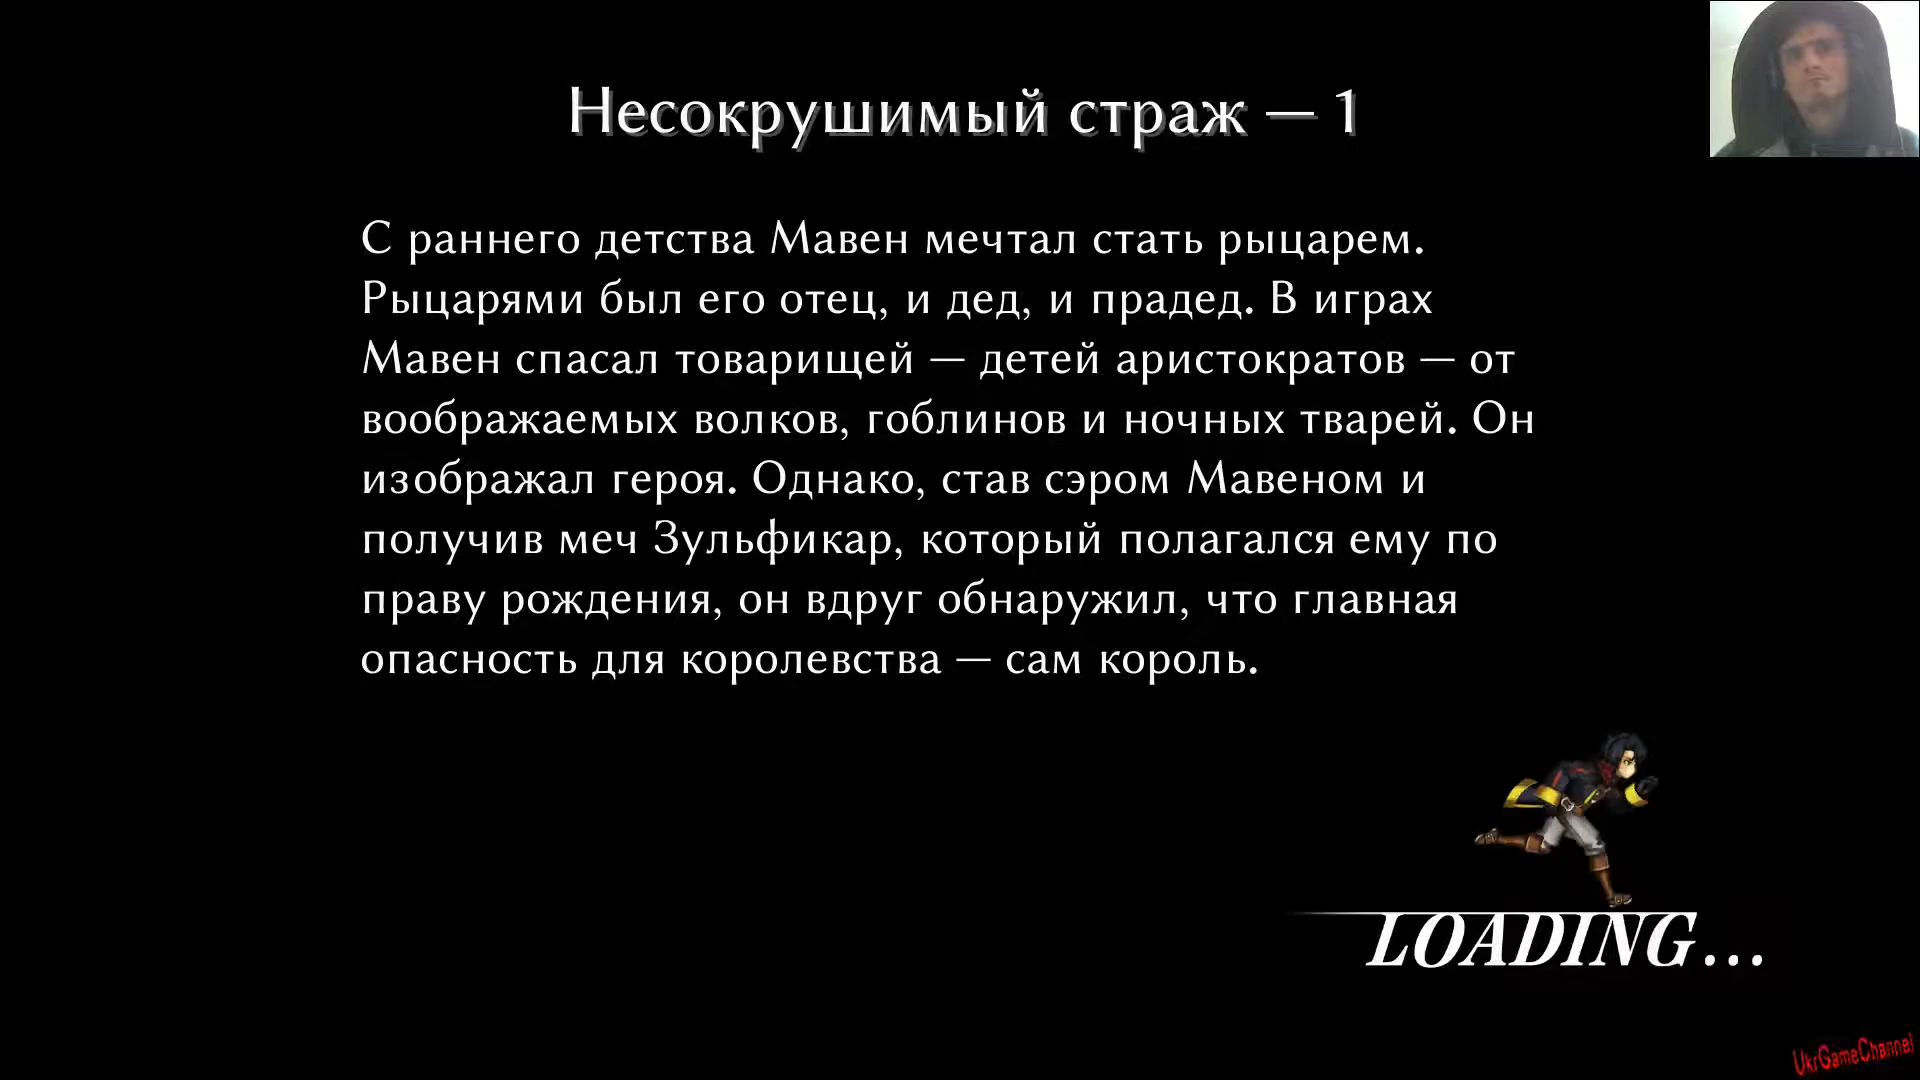 Несокрушимый страж — 1
С раннего детства Мавен мечтал стать рыцарем.
Рыцарями был его отец, и дед, и прадед. В играх
Мавен спасал товарищей — детей аристократов — от
воображаемых волков, гоблинов и ночных тварей. Он
изображал героя. Однако, став сэром Мавеном и
получив меч Зульфикар, который полагался ему по
праву рождения, он вдруг обнаружил, что главная
опасность для королевства — сам король.
LOADING...
UkrGameChannel